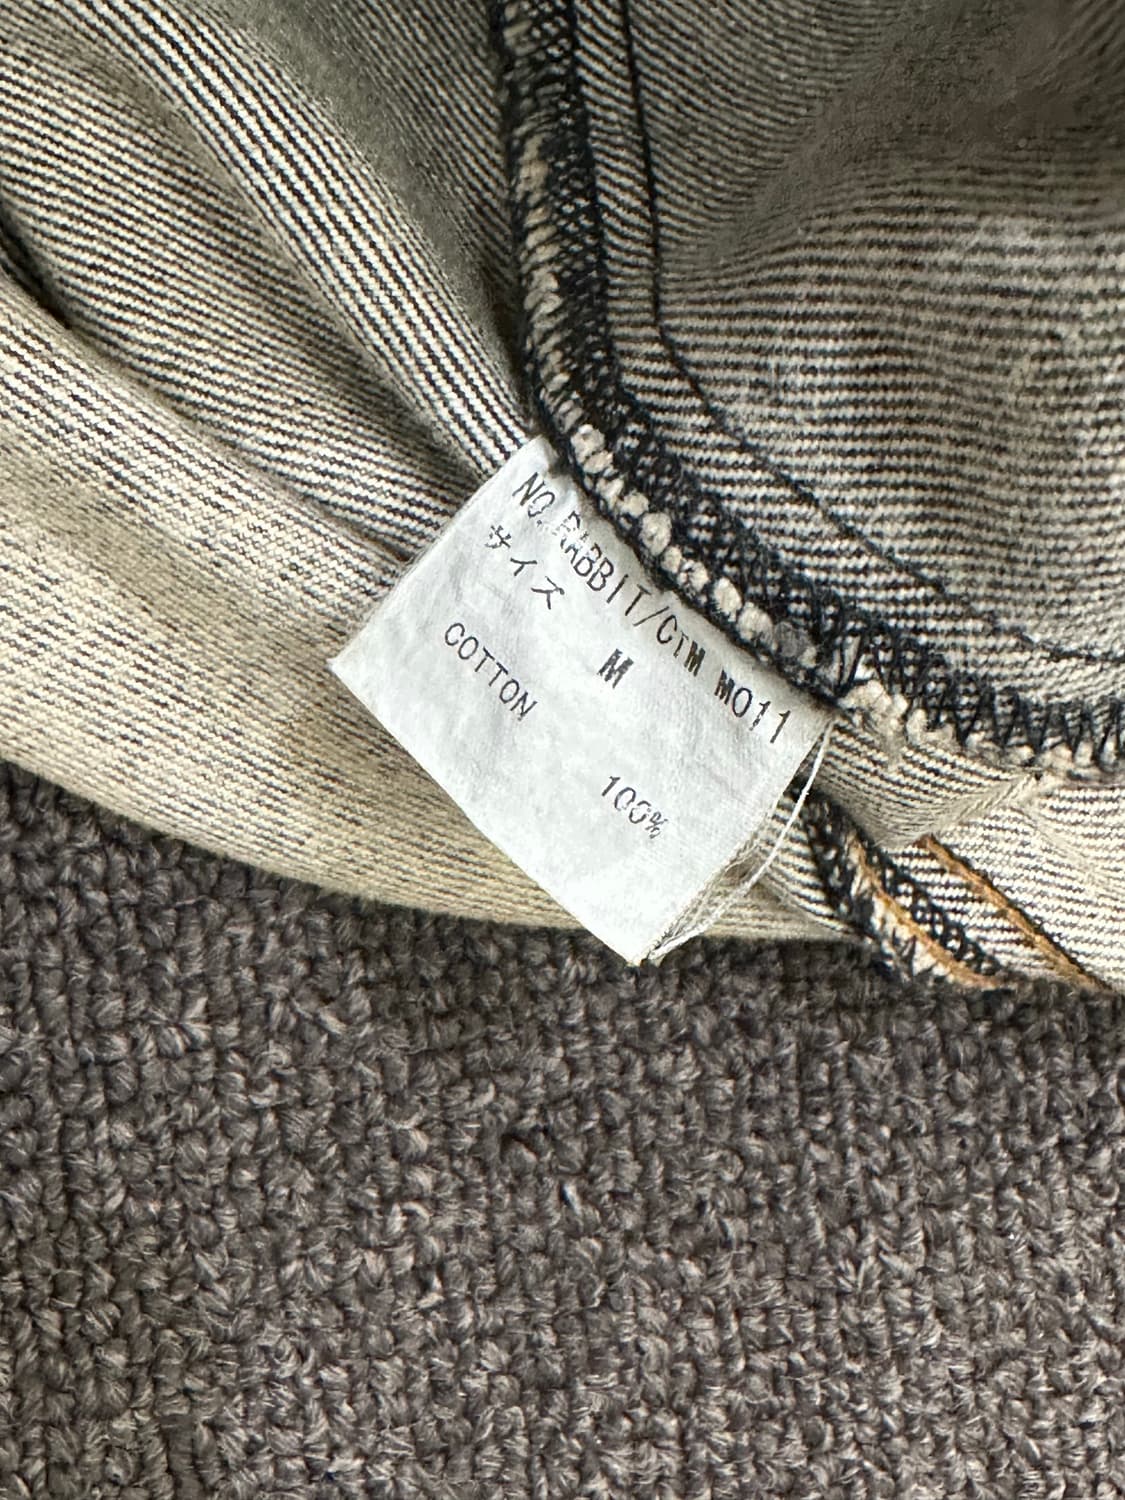 NO.RABBIT/CTM M011
サイズ M
COTTON 100%